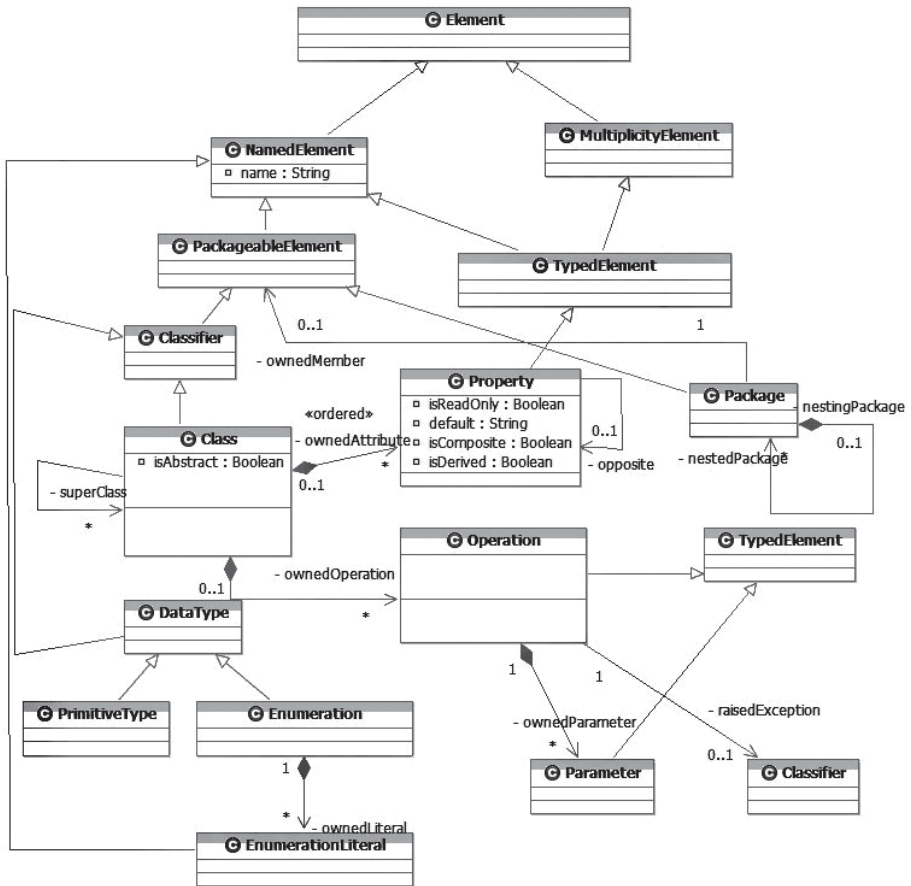 Element
NamedElement
name : String
MultiplicityElement
PackageableElement
TypedElement
Classifier
0..1
1
- ownedMember
Property
isReadOnly : Boolean
default : String
isComposite : Boolean
isDerived : Boolean
0..1
- opposite
Package
- nestingPackage
0..1
- nestedPackage
*
«ordered»
- ownedAttribute
*
0..1
Class
isAbstract : Boolean
- superClass
*
0..1
- ownedOperation
*
Operation
TypedElement
DataType
1
1
- raisedException
0..1
PrimitiveType
Enumeration
- ownedParameter
*
Parameter
Classifier
1
*
- ownedLiteral
EnumerationLiteral